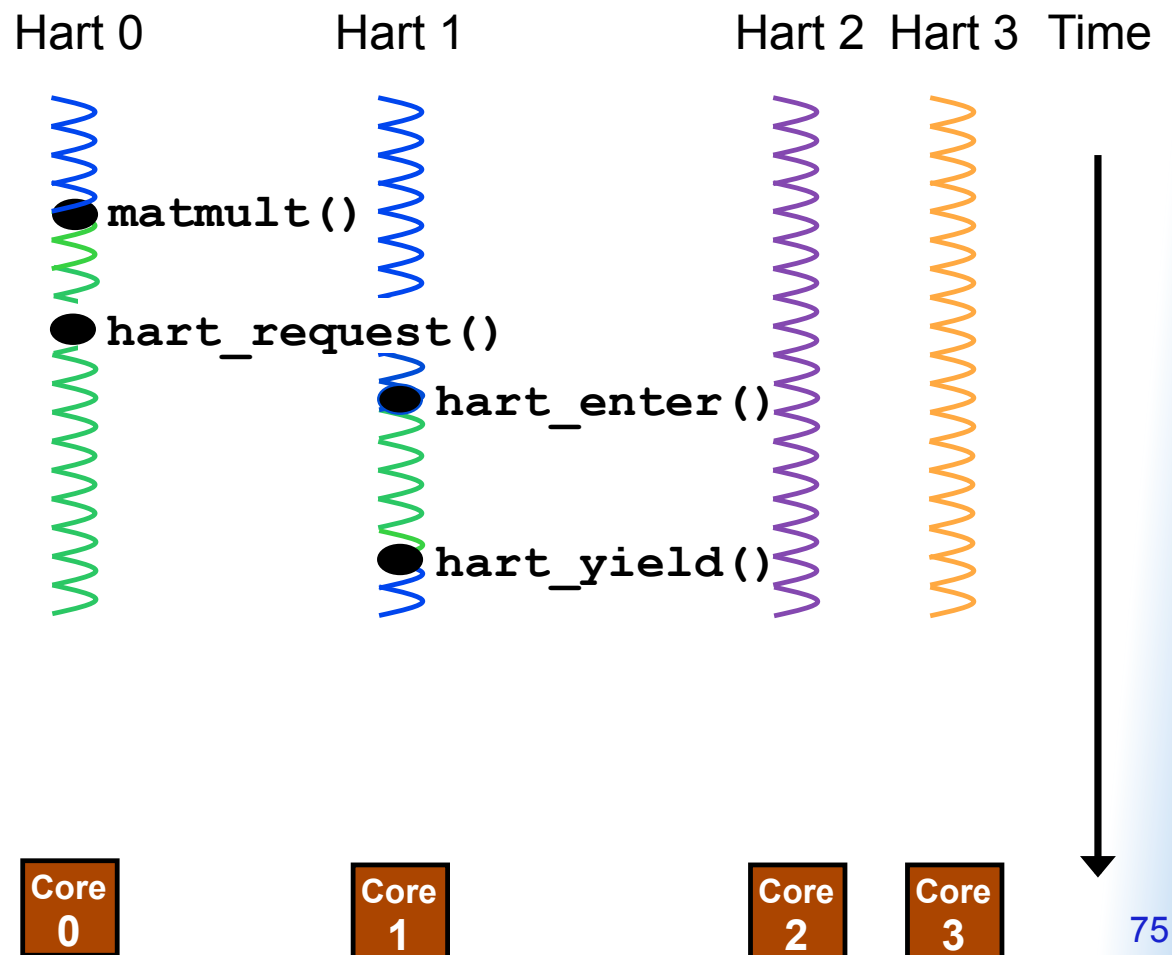 Hart 0 Hart 1 Hart 2 Hart 3 Time
matmult()
hart_request()
hart_enter()
hart_yield()
Core Core Core Core
0 1 2 3
75